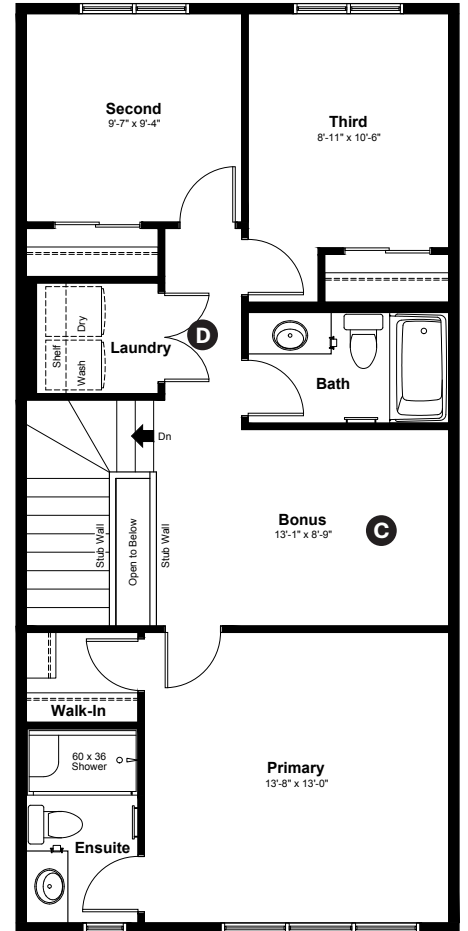 Second
9'-7" x 9'-4"
Third
8'-11" x 10'-6"
Dry
Shelf
Wash
Laundry
D
Bath
Dn
Stub Wall
Open to Below
Stub Wall
Bonus
13'-1" x 8'-9"
C
Walk-In
60 x 36
Shower
Primary
13'-8" x 13'-0"
Ensuite